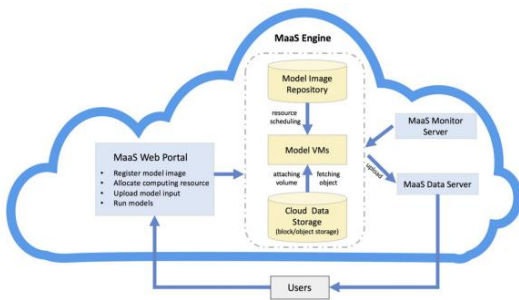 MaaS Engine
Model Image
Repository
resource
scheduling
MaaS Monitor
Server
MaaS Web Portal
• Register model image
• Allocate computing resource
• Upload model input
• Run models
Model VMs
attaching
volume
fetching
object
upload
MaaS Data Server
Cloud Data
Storage
(block/object storage)
Users